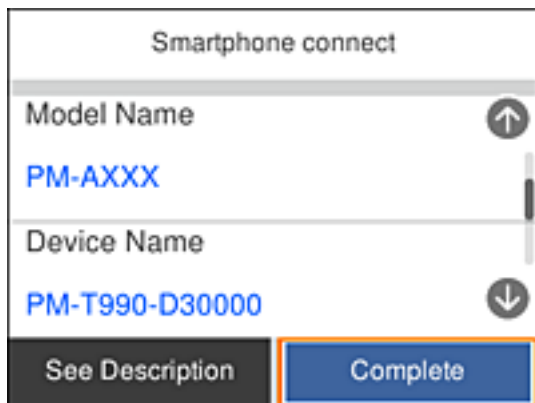 Smartphone connect
Model Name
PM-AXXX
Device Name
PM-T990-D30000
See Description
Complete